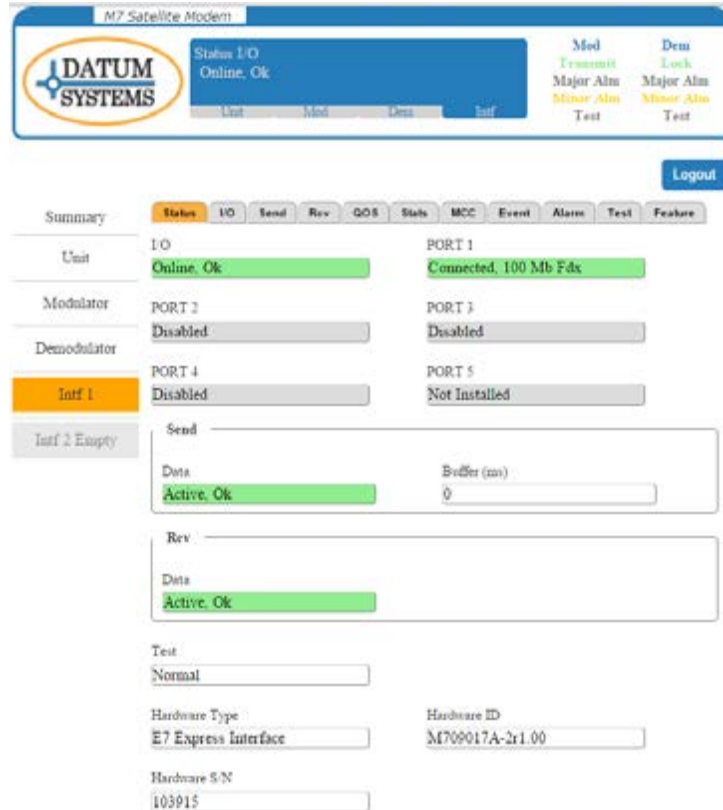 M7 Satellite Modem
DATUM
SYSTEMS
Status I/O
Online, Ok
Unit Mod Dem Intf
Mod Dem
Transmit Lock
Major Alm Major Alm
Minor Alm Minor Alm
Test Test
Logout
Summary
Unit
Modulator
Demodulator
Intf 1
Intf 2 Empty
Status I/O Send Rcv QOS Stats MCC Event Alarm Test Feature
I/O PORT 1
Online, Ok Connected, 100 Mb Fdx
PORT 2 PORT 3
Disabled Disabled
PORT 4 PORT 5
Disabled Not Installed
Send
Data Buffer (ms)
Active, Ok 0
Rcv
Data
Active, Ok
Test
Normal
Hardware Type Hardware ID
E7 Express Interface M709017A-2r1.00
Hardware S/N
103915